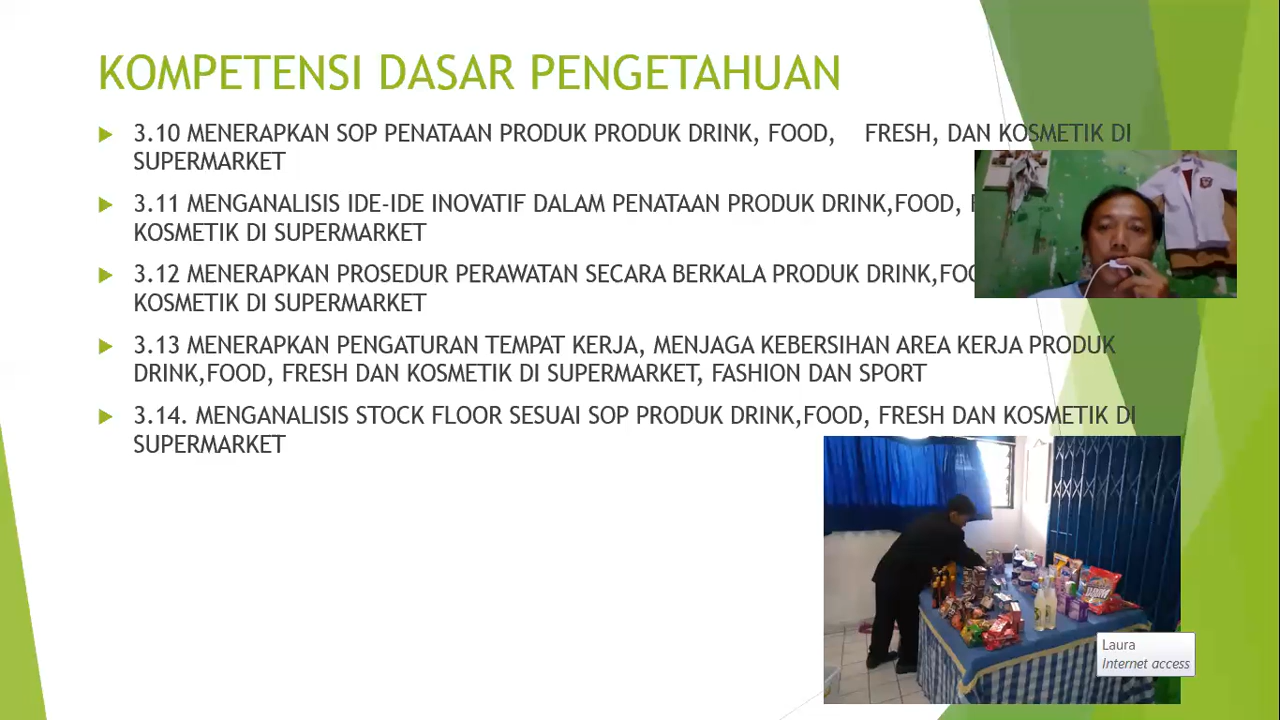 KOMPETENSI DASAR PENGETAHUAN
3.10 MENERAPKAN SOP PENATAAN PRODUK PRODUK DRINK, FOOD, FRESH, DAN KOSMETIK DI
SUPERMARKET
3.11 MENGANALISIS IDE-IDE INOVATIF DALAM PENATAAN PRODUK DRINK,FOOD,
KOSMETIK DI SUPERMARKET
3.12 MENERAPKAN PROSEDUR PERAWATAN SECARA BERKALA PRODUK
KOSMETIK DI SUPERMARKET
3.13 MENERAPKAN PENGATURAN TEMPAT KERJA, MENJAGA KEBERSIHAN AREA KERJA PRODUK
DRINK,FOOD, FRESH DAN KOSMETIK DI SUPERMARKET, FASHION DAN SPORT
3.14. MENGANALISIS STOCK FLOOR SESUAI SOP PRODUK DRINK,FOOD, FRESH DAN KOSMETIK DI
SUPERMARKET
Laura
Internet access